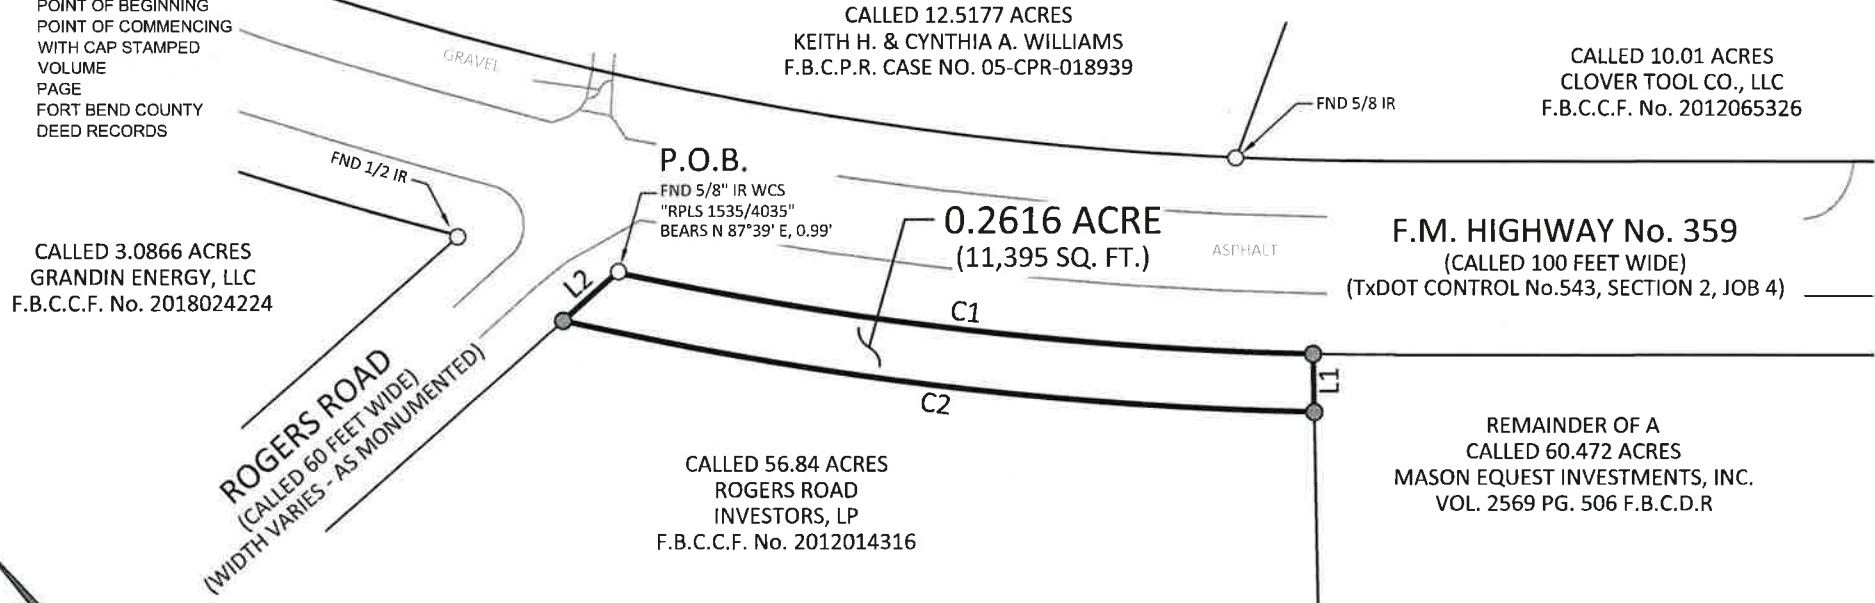 POINT OF BEGINNING
POINT OF COMMENCING
WITH CAP STAMPED
VOLUME
PAGE
FORT BEND COUNTY
DEED RECORDS
GRAVEL
CALLED 12.5177 ACRES
KEITH H. & CYNTHIA A. WILLIAMS
F.B.C.P.R. CASE NO. 05-CPR-018939
CALLED 10.01 ACRES
CLOVER TOOL CO., LLC
F.B.C.C.F. No. 2012065326
FND 5/8 IR
FND 1/2 IR
P.O.B.
FND 5/8" IR WCS
"RPLS 1535/4035"
BEARS N 87°39' E, 0.99'
0.2616 ACRE
(11,395 SQ. FT.)
ASPHALT
F.M. HIGHWAY No. 359
(CALLED 100 FEET WIDE)
(TxDOT CONTROL No.543, SECTION 2, JOB 4)
CALLED 3.0866 ACRES
GRANDIN ENERGY, LLC
F.B.C.C.F. No. 2018024224
L2
C1
L1
C2
ROGERS ROAD
(CALLED 60 FEET WIDE)
(WIDTH VARIES - AS MONUMENTED)
CALLED 56.84 ACRES
ROGERS ROAD
INVESTORS, LP
F.B.C.C.F. No. 2012014316
REMAINDER OF A
CALLED 60.472 ACRES
MASON EQUEST INVESTMENTS, INC.
VOL. 2569 PG. 506 F.B.C.D.R